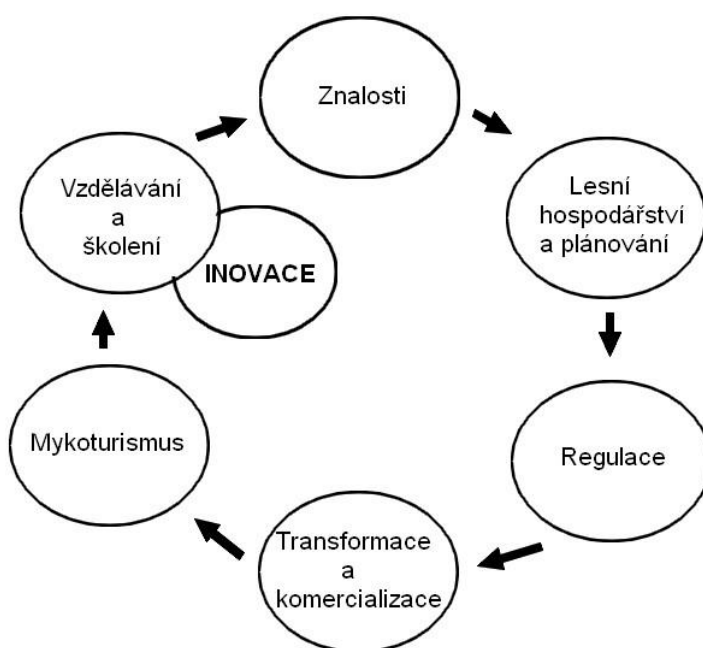 Znalosti
Vzdělávání
a
školení
Lesní
hospodářství
a plánování
INOVACE
Mykoturismus
Regulace
Transformace
a
komercializace